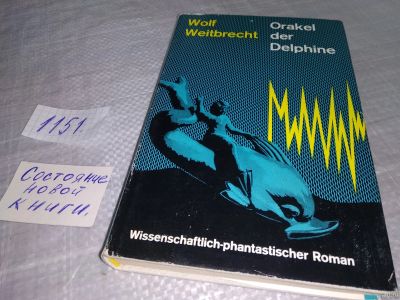 Wolf
Weitbrecht
Orakel
der
Delphine
Wissenschaftlich-phantastischer Roman
1151.
Состояние
новой
книги.